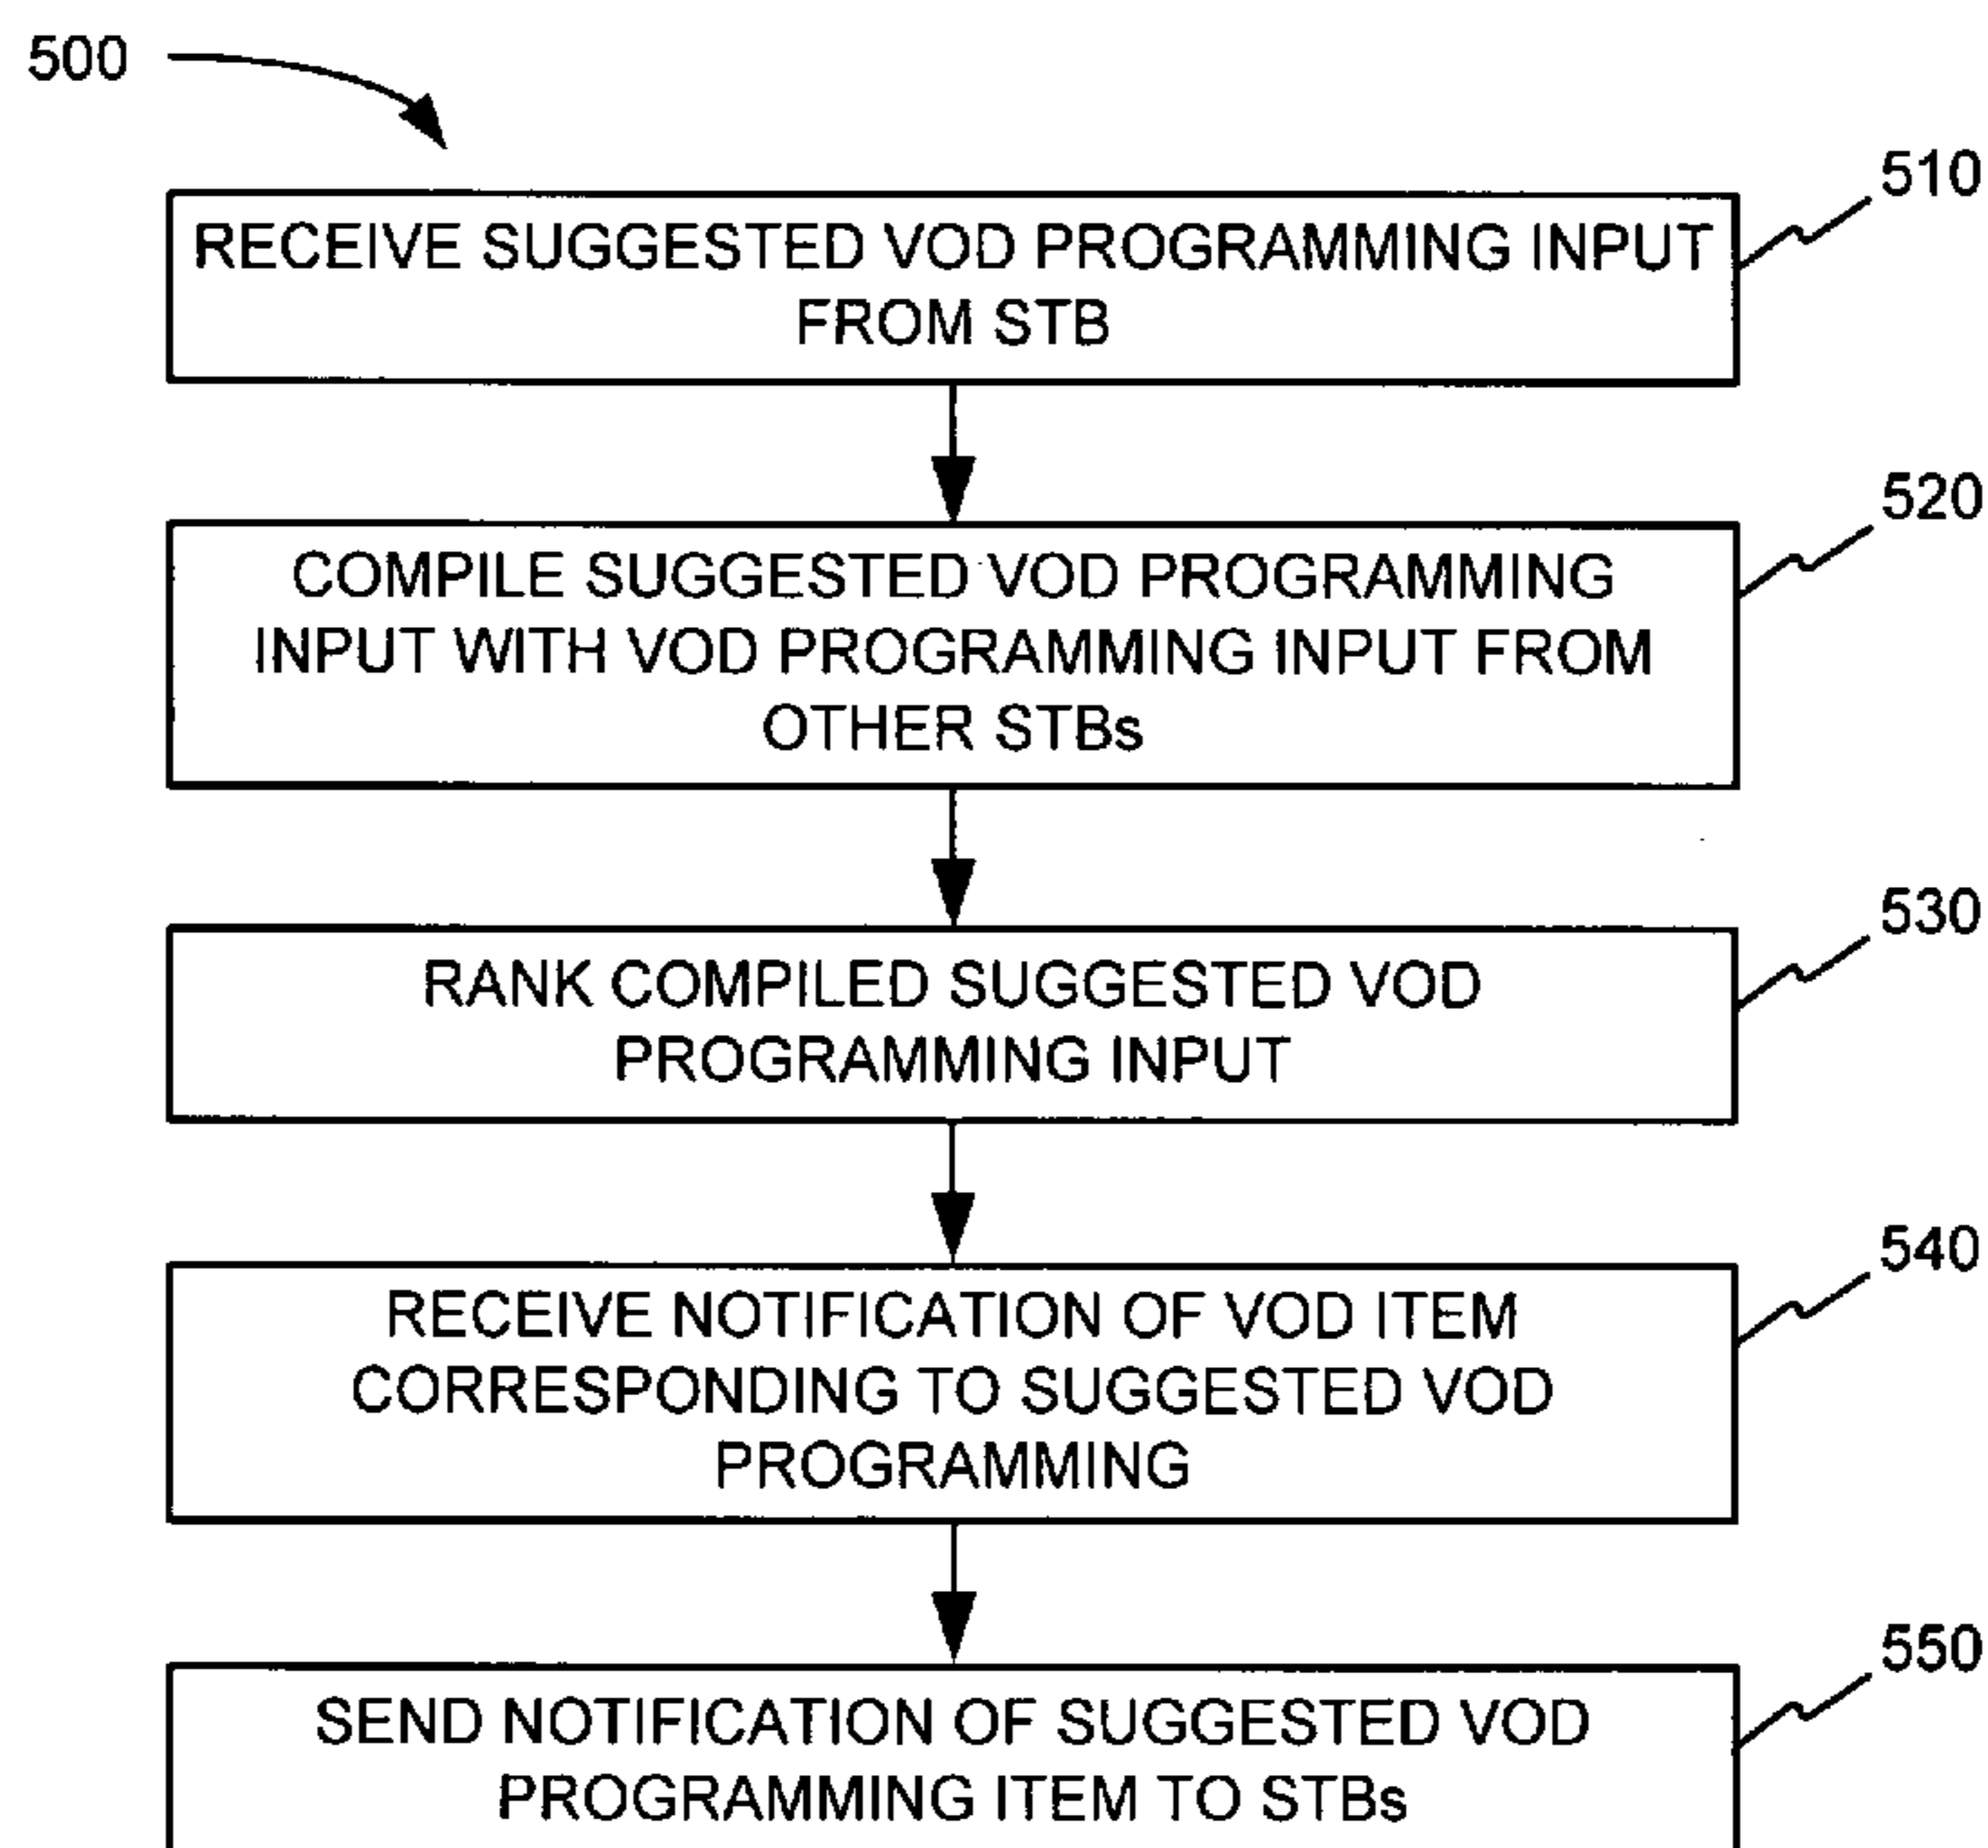 500
510
RECEIVE SUGGESTED VOD PROGRAMMING INPUT
FROM STB
520
COMPILE SUGGESTED VOD PROGRAMMING
INPUT WITH VOD PROGRAMMING INPUT FROM
OTHER STBs
530
RANK COMPILED SUGGESTED VOD
PROGRAMMING INPUT
540
RECEIVE NOTIFICATION OF VOD ITEM
CORRESPONDING TO SUGGESTED VOD
PROGRAMMING
550
SEND NOTIFICATION OF SUGGESTED VOD
PROGRAMMING ITEM TO STBs